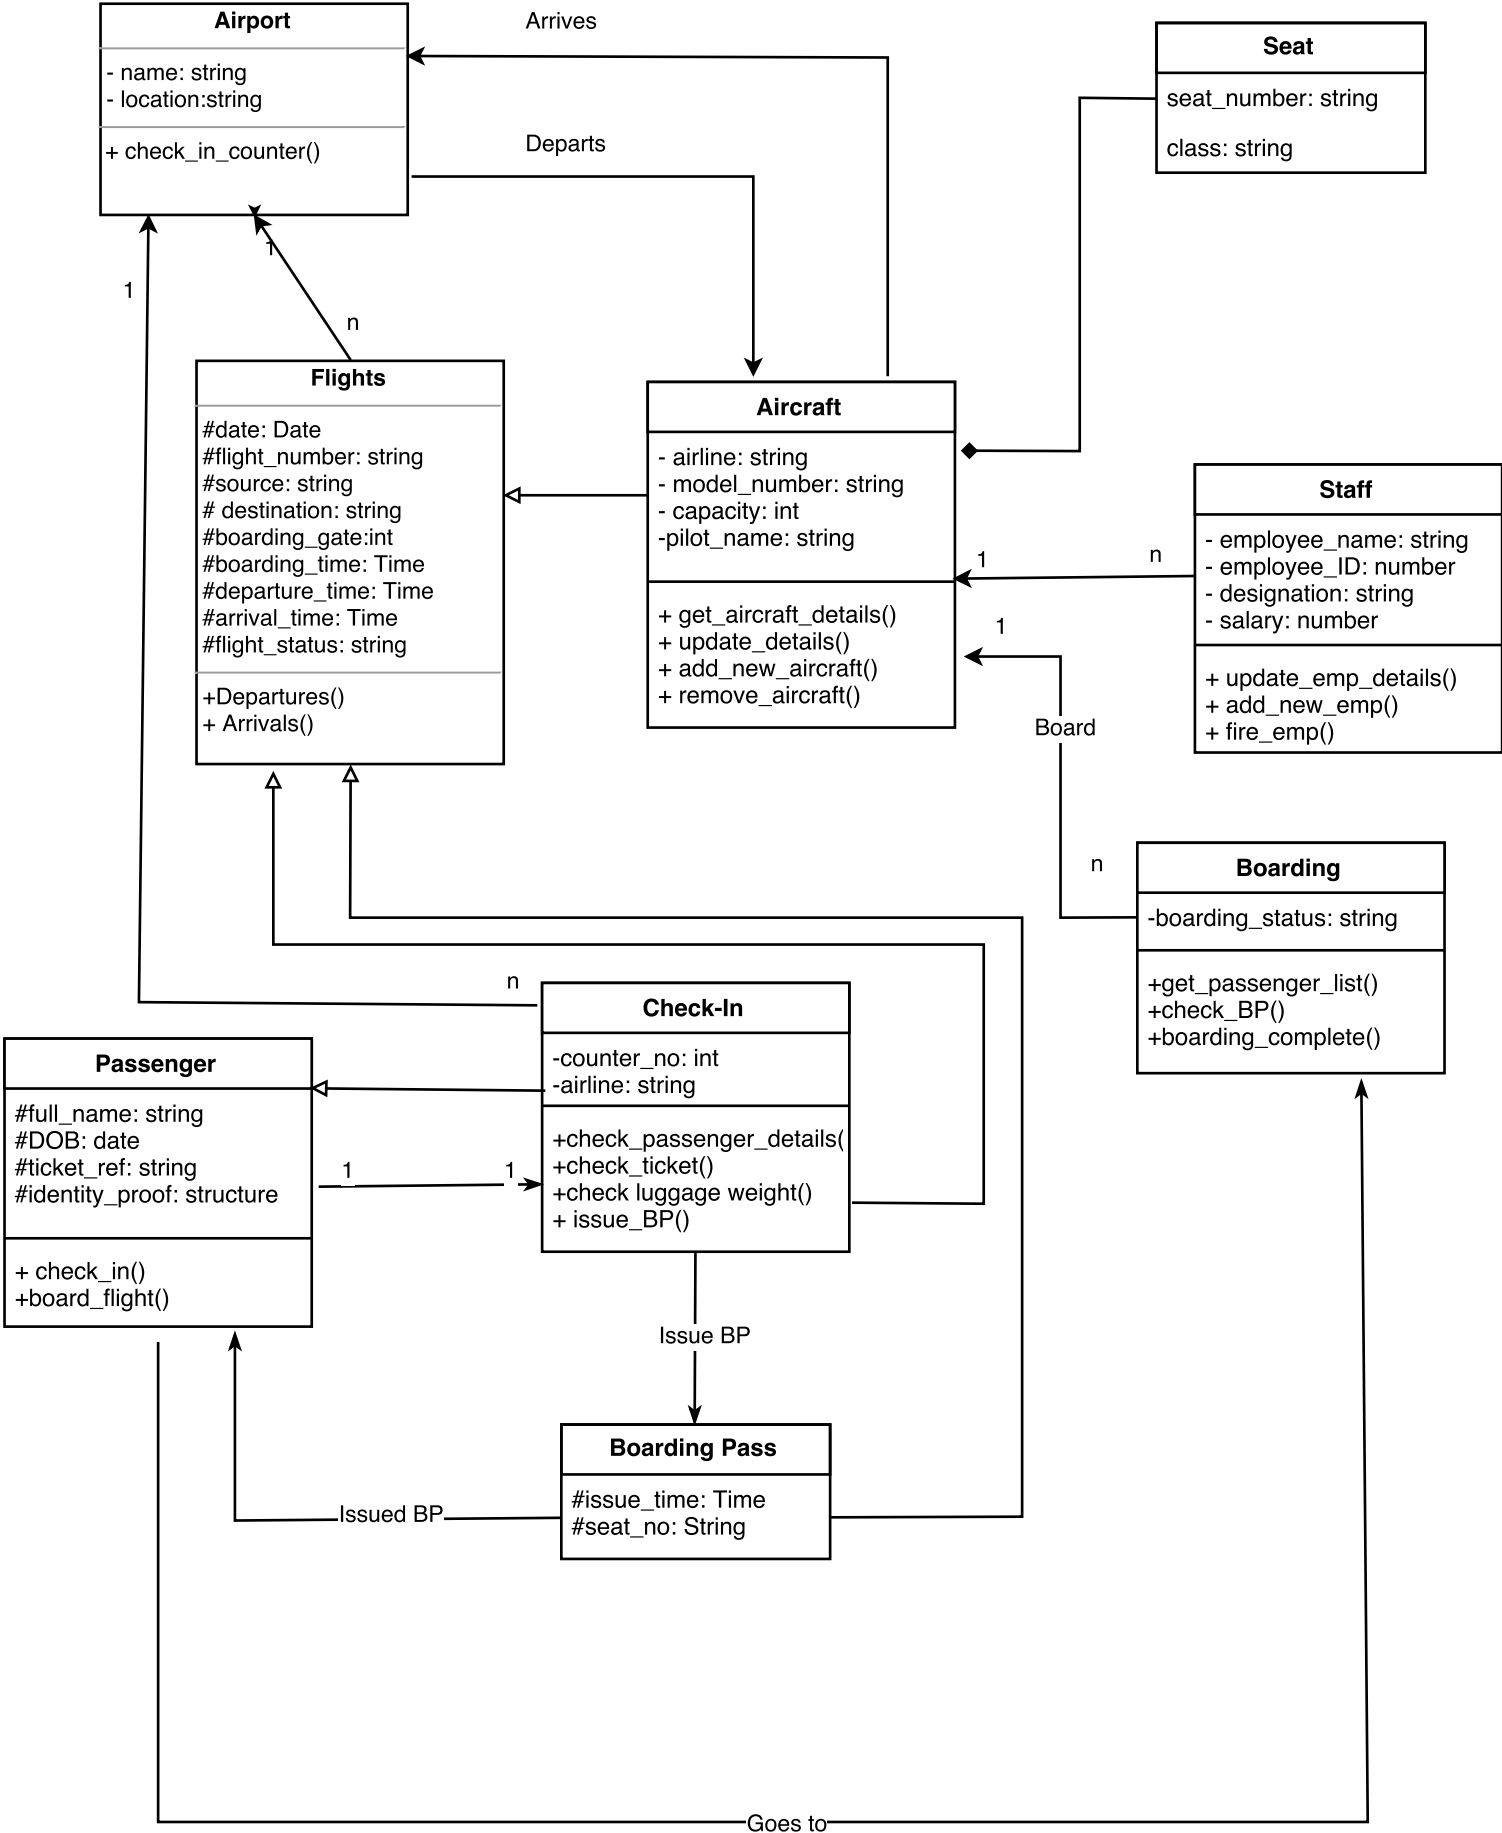 Airport
- name: string
- location:string
+ check_in_counter()
Arrives
Departs
Seat
seat_number: string
class: string
1
1
n
Flights
#date: Date
#flight_number: string
#source: string
# destination: string
#boarding_gate:int
#boarding_time: Time
#departure_time: Time
#arrival_time: Time
#flight_status: string
+Departures()
+ Arrivals()
Aircraft
- airline: string
- model_number: string
- capacity: int
-pilot_name: string
+ get_aircraft_details()
+ update_details()
+ add_new_aircraft()
+ remove_aircraft()
1
n
Staff
- employee_name: string
- employee_ID: number
- designation: string
- salary: number
+ update_emp_details()
+ add_new_emp()
+ fire_emp()
1
Board
n
Boarding
-boarding_status: string
+get_passenger_list()
+check_BP()
+boarding_complete()
n
Check-In
-counter_no: int
-airline: string
+check_passenger_details(
+check_ticket()
+check luggage weight()
+ issue_BP()
Passenger
#full_name: string
#DOB: date
#ticket_ref: string
#identity_proof: structure
+ check_in()
+board_flight()
1
1
Issue BP
Boarding Pass
#issue_time: Time
#seat_no: String
Issued BP
Goes to